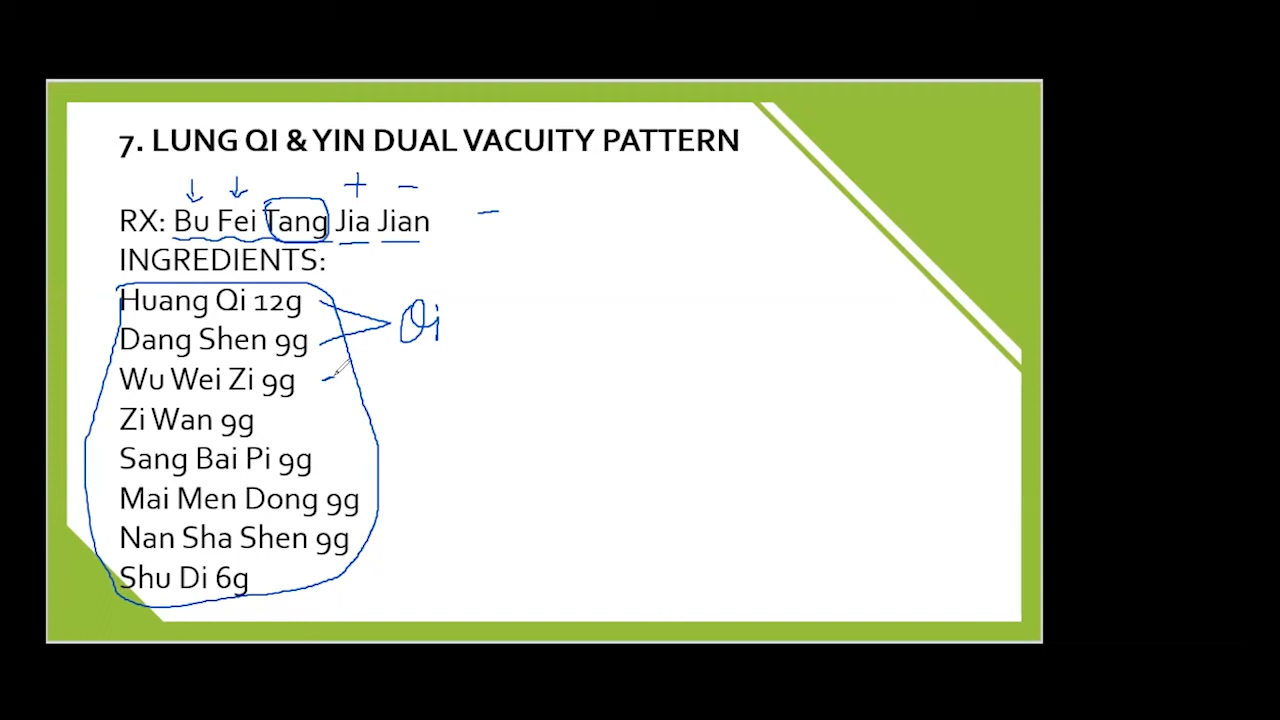 7. LUNG QI & YIN DUAL VACUITY PATTERN
+ -
RX: Bu Fei Tang Jia Jian -
INGREDIENTS:
Huang Qi 12g
Qi
Dang Shen 9g
Wu Wei Zi 9g
Zi Wan 9g
Sang Bai Pi 9g
Mai Men Dong 9g
Nan Sha Shen 9g
Shu Di 6g